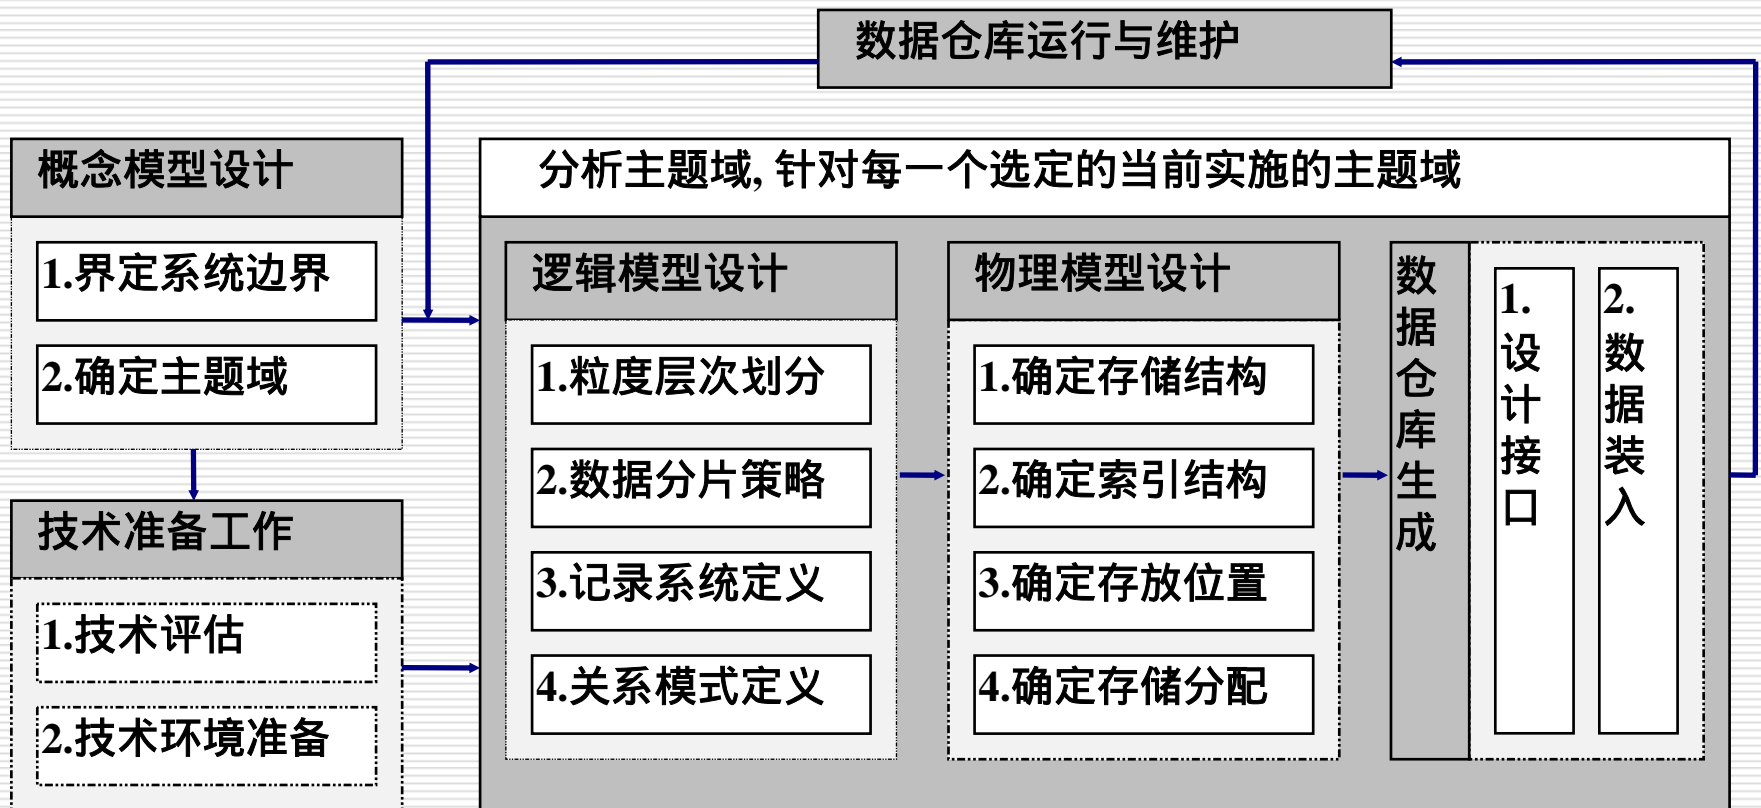 数据仓库运行与维护
概念模型设计
1.界定系统边界
2.确定主题域
技术准备工作
1.技术评估
2.技术环境准备
分析主题域, 针对每一个选定的当前实施的主题域
逻辑模型设计
1.粒度层次划分
2.数据分片策略
3.记录系统定义
4.关系模式定义
物理模型设计
1.确定存储结构
2.确定索引结构
3.确定存放位置
4.确定存储分配
数据仓库生成
1.设计接口
2.数据装入